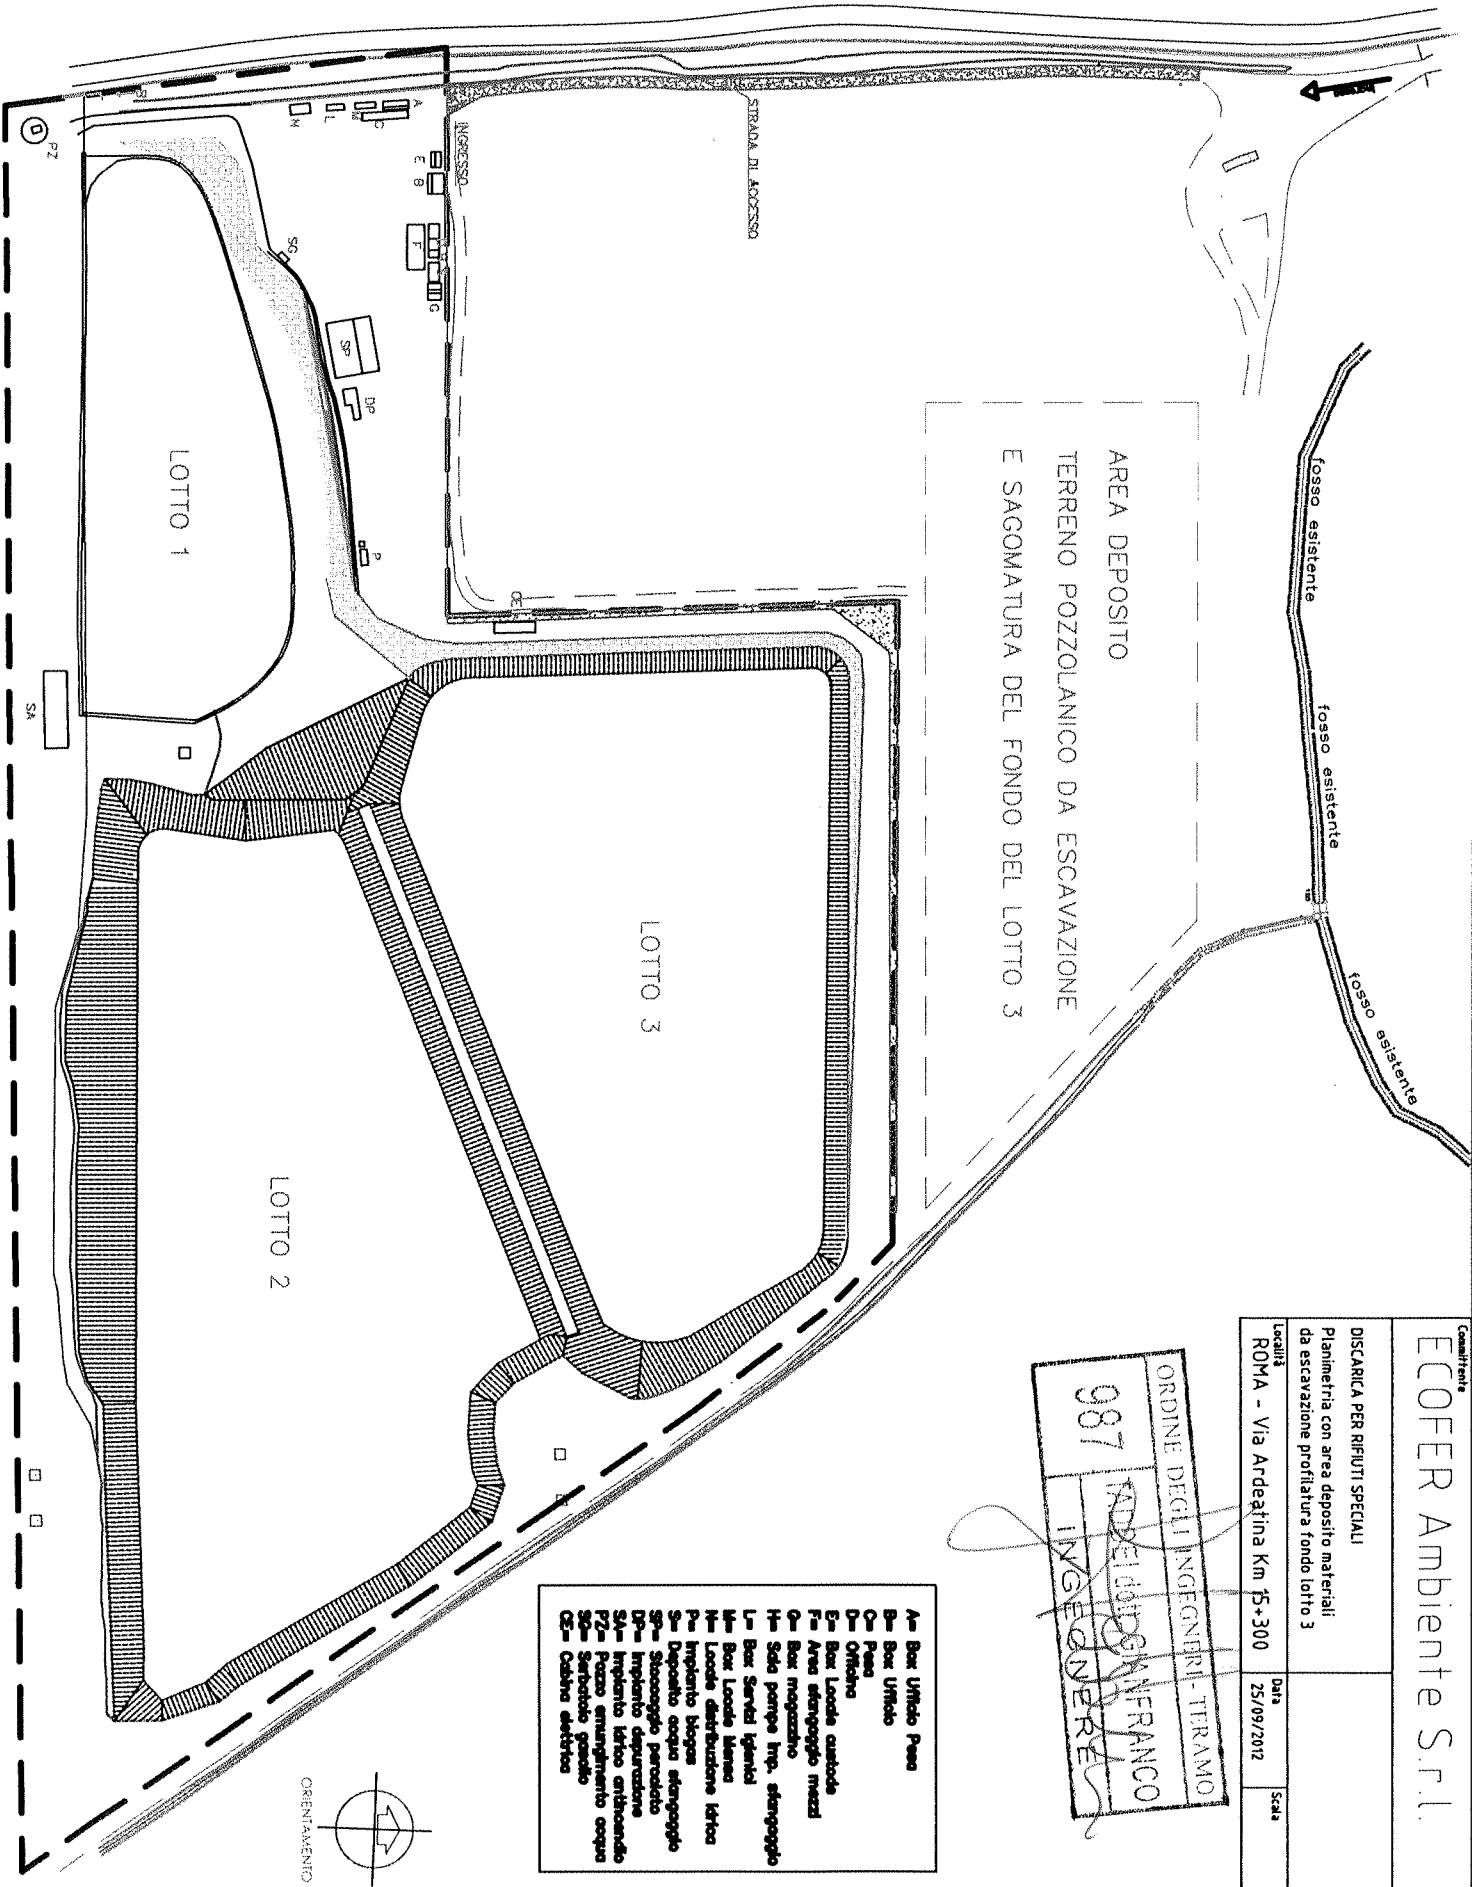 Committente
ECOFER Ambiente S.r.l.
DISCARICA PER RIFIUTI SPECIALI
Planimetria con area deposito materiali
da escavazione profilatura fondo lotto 3
Località
ROMA - Via Ardeatina Km 15+300
Data
25/09/2012
Scala
ORDINE DEGLI INGEGNERI - TERAMO
987
GIANFRANCO
INGEGNERE
fosso esistente
fosso esistente
fosso esistente
AREA DEPOSITO
TERRENO POZZOLANICO DA ESCAVAZIONE
E SAGOMATURA DEL FONDO DEL LOTTO 3
STRADA DI ACCESSO
INGRESSO
A
C
L
M
E
B
F
G
SG
SP
DP
P
CE
PZ
SA
LOTTO 1
LOTTO 3
LOTTO 2
A= Box Ufficio Pesa
B= Box Ufficio
C= Pesa
D= Officina
E= Box Locale custode
F= Area sfangaggio mezzi
G= Box magazzino
H= Sala pompe imp. sfangaggio
L= Box Servizi igienici
M= Box Locale Mensa
N= Locale distribuzione idrica
P= Impianto biogas
S= Deposito acqua sfangaggio
SP= Stoccaggio percolato
DP= Impianto depurazione
SA= Impianto idrico antincendio
PZ= Pozzo emungimento acqua
SG= Serbatoio gasolio
CE= Cabina elettrica
ORIENTAMENTO